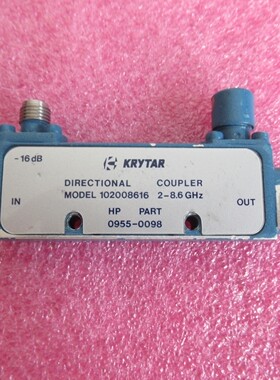 -16 dB
KRYTAR
DIRECTIONAL COUPLER
MODEL 102008616 2-8.6 GHz
IN
OUT
HP PART
0955-0098